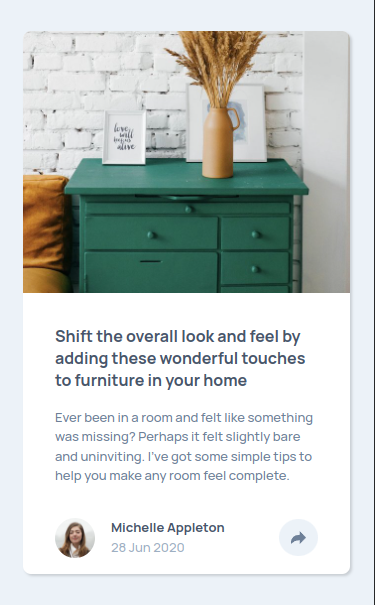 love
will
begins
alive
Shift the overall look and feel by
adding these wonderful touches
to furniture in your home
Ever been in a room and felt like something
was missing? Perhaps it felt slightly bare
and uninviting. I've got some simple tips to
help you make any room feel complete.
Michelle Appleton
28 Jun 2020